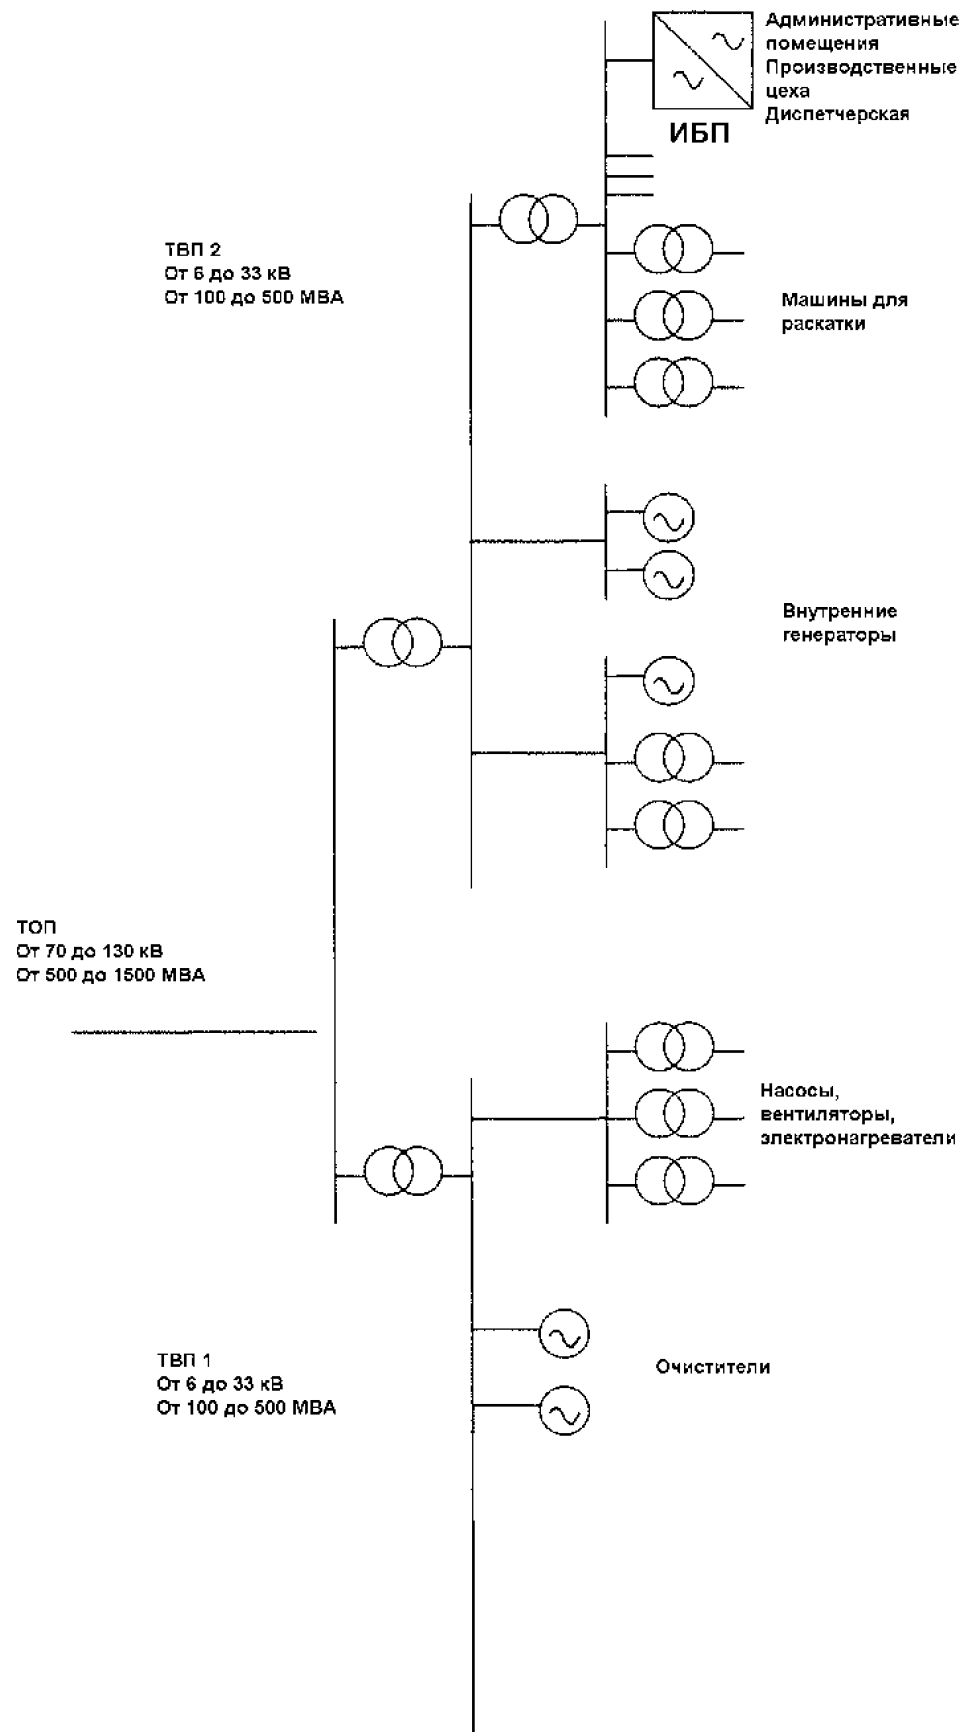 Административные
помещения
Производственные
цеха
Диспетчерская
ИБП
ТВП 2
От 6 до 33 кВ
От 100 до 500 МВА
Машины для
раскатки
Внутренние
генераторы
ТОП
От 70 до 130 кВ
От 500 до 1500 МВА
Насосы,
вентиляторы,
электронагреватели
ТВП 1
От 6 до 33 кВ
От 100 до 500 МВА
Очистители